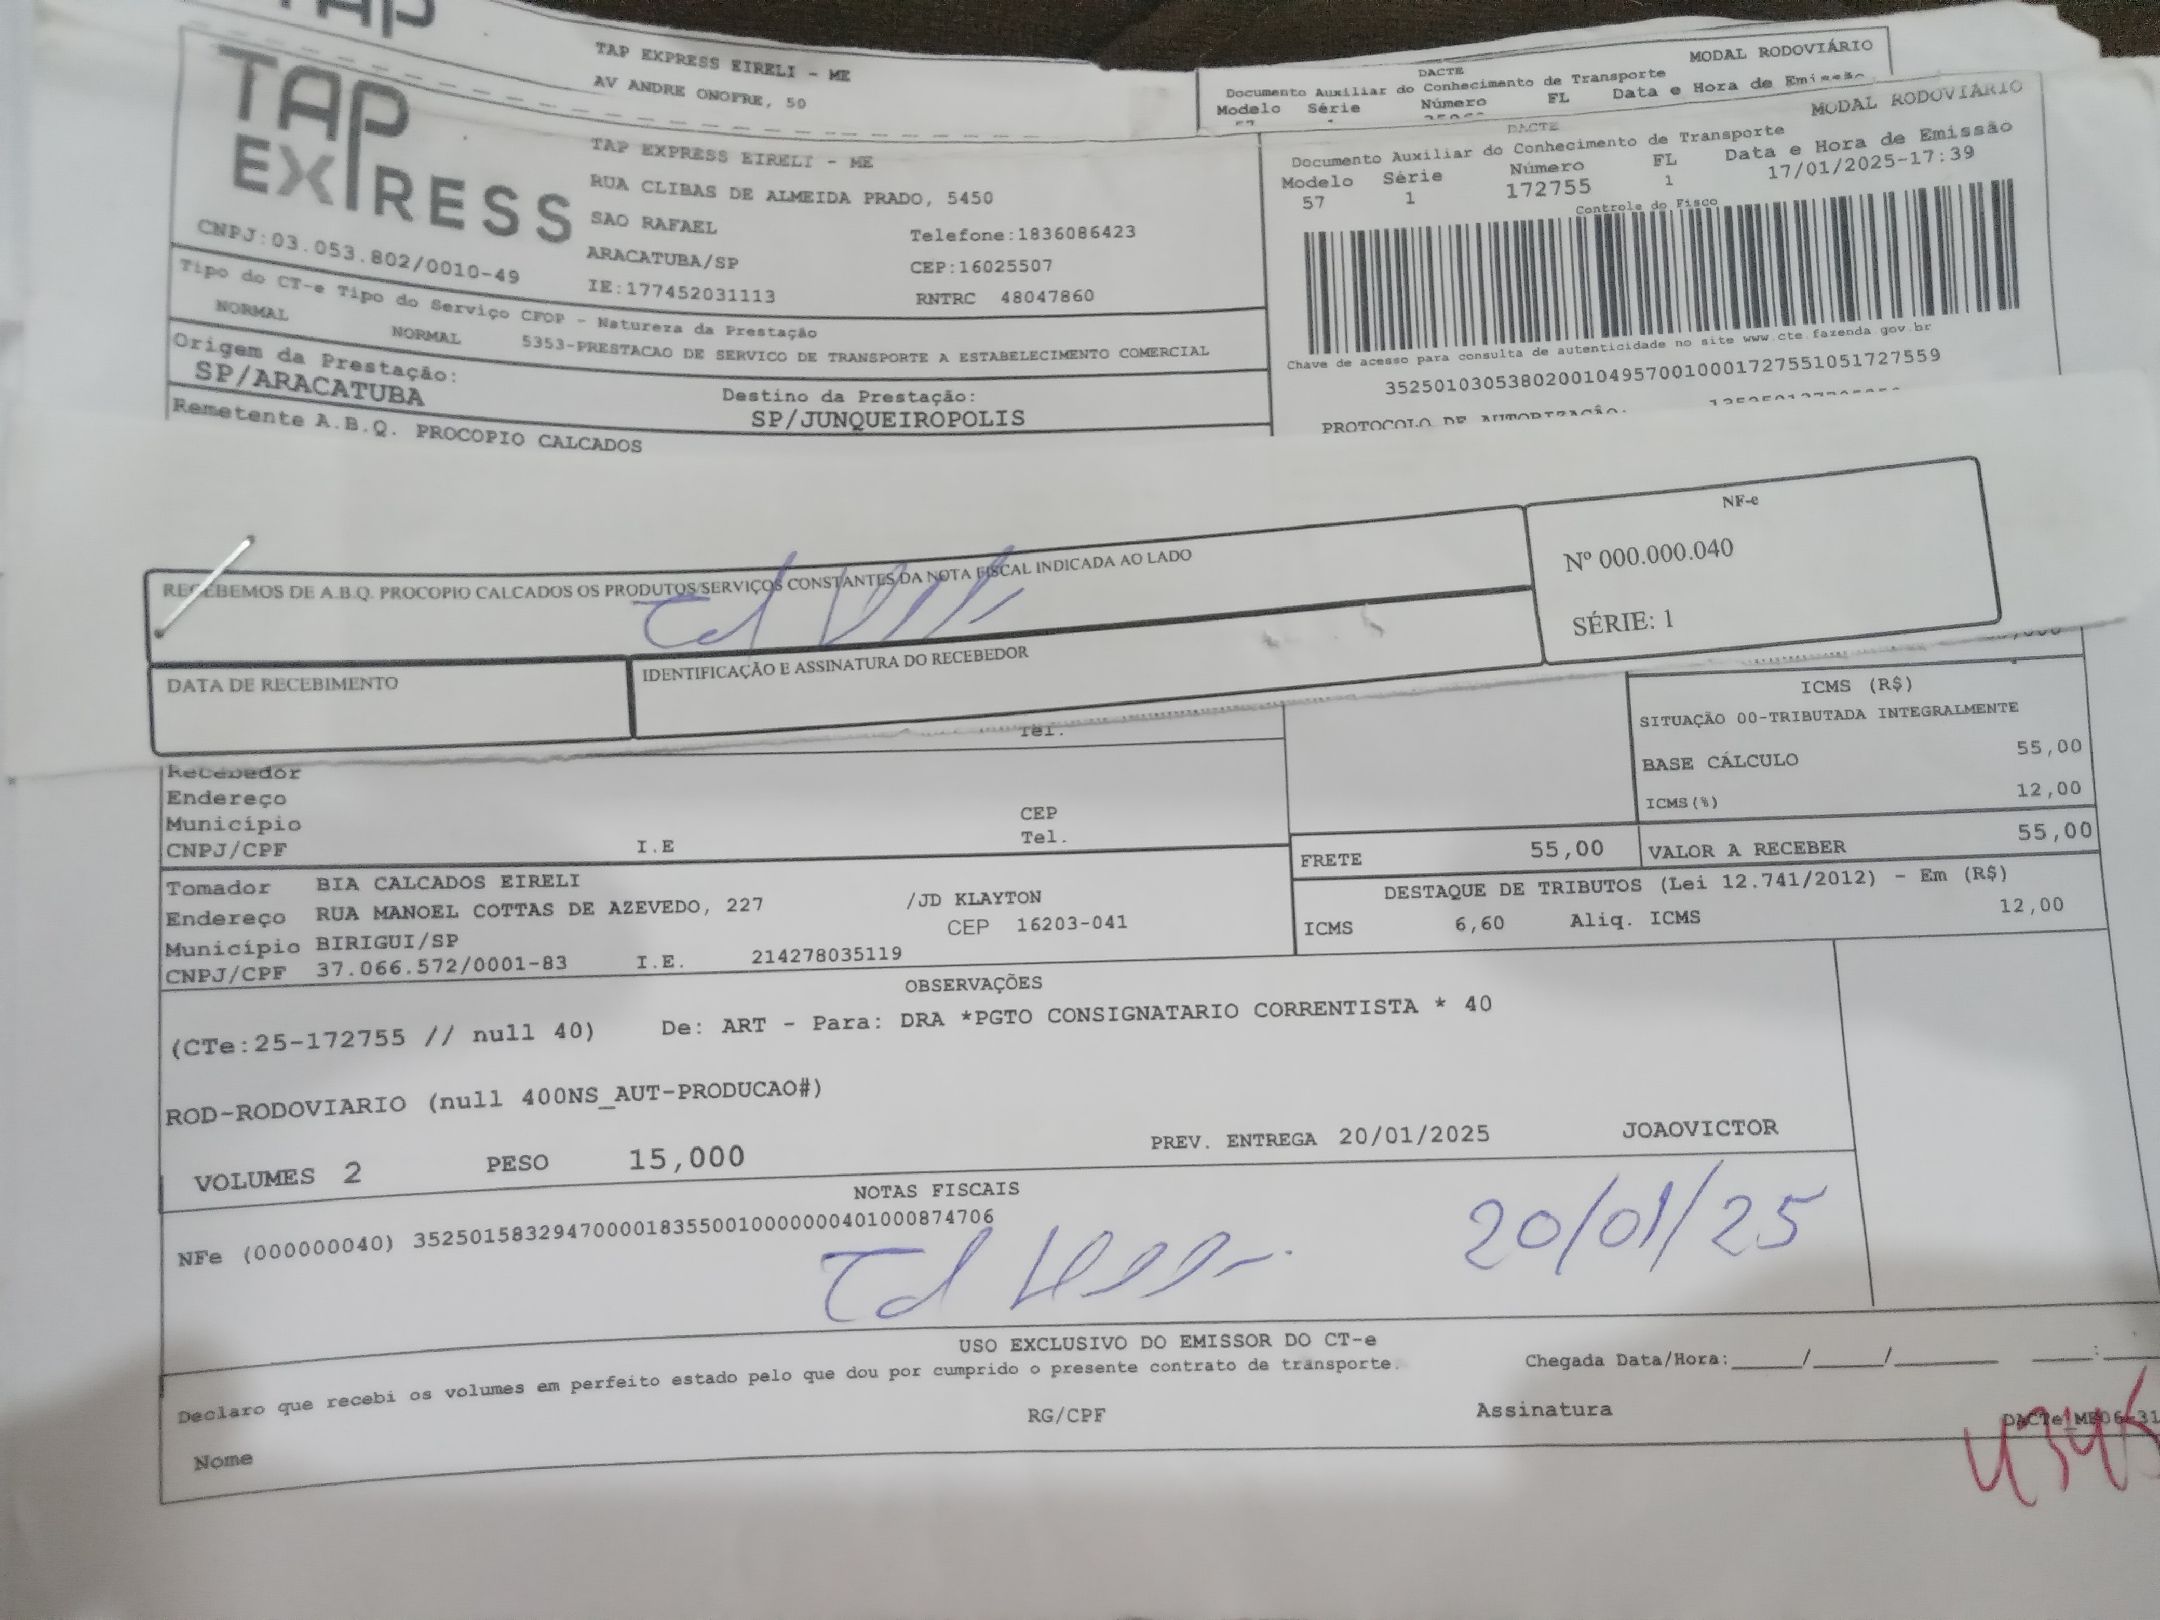 TAP
TAP EXPRESS EIRELI - ME
AV ANDRE ONOFRE, 50
DACTE
MODAL RODOVIÁRIO
Documento Auxiliar do Conhecimento de Transporte
Modelo Série Número FL Data e Hora de Emissão
TAP EXPRESS
CNPJ:03.053.802/0010-49
TAP EXPRESS EIRELI - ME
RUA CLIBAS DE ALMEIDA PRADO, 5450
SAO RAFAEL
Telefone:1836086423
ARACATUBA/SP
CEP:16025507
IE:177452031113
RNTRC 48047860
DACTE
MODAL RODOVIÁRIO
Documento Auxiliar do Conhecimento de Transporte
Modelo Série Número FL Data e Hora de Emissão
57 1 172755 1 17/01/2025-17:39
Controle do Fisco
Chave de acesso para consulta de autenticidade no site www.cte.fazenda.gov.br
35250103053802001049570010001727551051727559
PROTOCOLO DE AUTORIZAÇÃO:
Tipo do CT-e Tipo do Serviço CFOP - Natureza da Prestação
NORMAL NORMAL 5353-PRESTACAO DE SERVICO DE TRANSPORTE A ESTABELECIMENTO COMERCIAL
Origem da Prestação:
SP/ARACATUBA
Destino da Prestação:
SP/JUNQUEIROPOLIS
Remetente A.B.Q. PROCOPIO CALCADOS
RECEBEMOS DE A.B.Q. PROCOPIO CALCADOS OS PRODUTOS/SERVIÇOS CONSTANTES DA NOTA FISCAL INDICADA AO LADO
NF-e
Nº 000.000.040
SÉRIE: 1
DATA DE RECEBIMENTO
IDENTIFICAÇÃO E ASSINATURA DO RECEBEDOR
Tel.
Recebedor
Endereço
Município CEP
CNPJ/CPF I.E Tel.
ICMS (R$)
SITUAÇÃO 00-TRIBUTADA INTEGRALMENTE
BASE CÁLCULO 55,00
ICMS(%) 12,00
FRETE 55,00 VALOR A RECEBER 55,00
DESTAQUE DE TRIBUTOS (Lei 12.741/2012) - Em (R$)
ICMS 6,60 Aliq. ICMS 12,00
Tomador BIA CALCADOS EIRELI
Endereço RUA MANOEL COTTAS DE AZEVEDO, 227 /JD KLAYTON
Município BIRIGUI/SP CEP 16203-041
CNPJ/CPF 37.066.572/0001-83 I.E. 214278035119
OBSERVAÇÕES
(CTe:25-172755 // null 40) De: ART - Para: DRA *PGTO CONSIGNATARIO CORRENTISTA * 40
ROD-RODOVIARIO (null 400NS_AUT-PRODUCAO#)
VOLUMES 2 PESO 15,000 PREV. ENTREGA 20/01/2025 JOAOVICTOR
NOTAS FISCAIS
NFe (000000040) 35250158329470000183550010000000401000874706
20/01/25
USO EXCLUSIVO DO EMISSOR DO CT-e
Declaro que recebi os volumes em perfeito estado pelo que dou por cumprido o presente contrato de transporte.
Chegada Data/Hora:_____/_____/_______ ____:____
Nome RG/CPF Assinatura